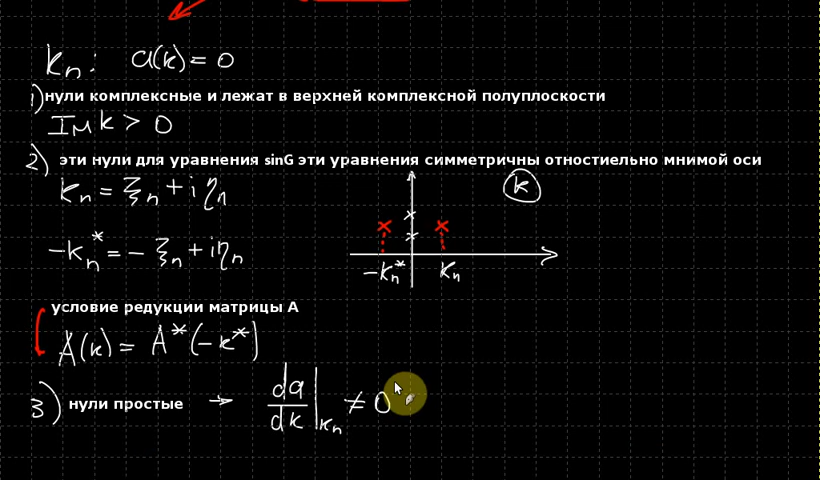 kₙ: a(k) = 0
1) нули комплексные и лежат в верхней комплексной полуплоскости
Im k > 0
2) эти нули для уравнения sinG эти уравнения симметричны отностиельно мнимой оси
kₙ = ξₙ + iηₙ
k
-kₙ* = -ξₙ + iηₙ
-kₙ* kₙ
условие редукции матрицы А
A(k) = A*(-k*)
3) нули простые → da/dk|kₙ ≠ 0